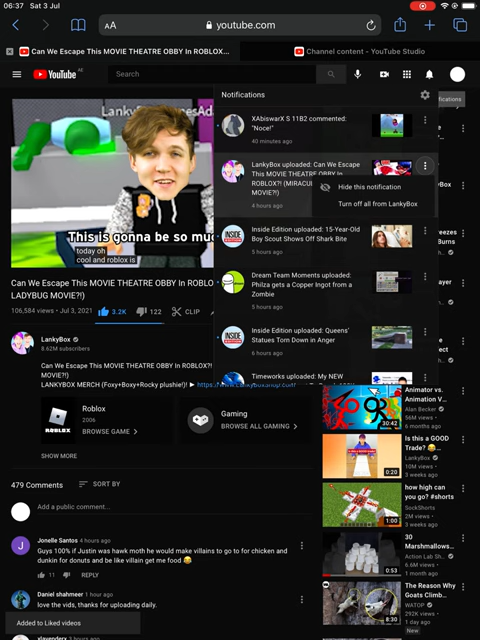 06:37 Sat 3 Jul
AA youtube.com
Can We Escape This MOVIE THEATRE OBBY In ROBLOX...
Channel content - YouTube Studio
YouTube
Search
Notifications
XAbiswarX S 11B2 commented:
"Noce!"
40 minutes ago
LankyBox uploaded: Can We Escape
This MOVIE THEATRE OBBY In
ROBLOX?! (MIRACUL
MOVIE?!)
4 hours ago
Hide this notification
Turn off all from LankyBox
Inside Edition uploaded: 15-Year-Old
Boy Scout Shows Off Shark Bite
5 hours ago
Dream Team Moments uploaded:
Philza gets a Copper Ingot from a
Zombie
5 hours ago
Inside Edition uploaded: Queens'
Statues Torn Down in Anger
6 hours ago
Timeworks uploaded: My NEW
This is gonna be so muc
today oh
cool and roblox is
Can We Escape This MOVIE THEATRE OBBY In ROBLO
LADYBUG MOVIE?!)
106,584 views • Jul 3, 2021
3.2K
122
CLIP
LankyBox
8.62M subscribers
Can We Escape This MOVIE THEATRE OBBY In ROBLOX?!
MOVIE?!)
LANKYBOX MERCH (Foxy+Boxy+Rocky plushie!)! ►
Roblox
2006
BROWSE GAME
Gaming
BROWSE ALL GAMING
SHOW MORE
479 Comments
SORT BY
Add a public comment...
Jonelle Santos 4 hours ago
Guys 100% if Justin was hawk moth he would make villains to go to for chicken and
dunkin for donuts and be like villain get me food 😂
11
REPLY
Daniel shahmeer 1 hour ago
love the vids, thanks for uploading daily.
Added to Liked videos
Animator vs.
Animation V...
Alan Becker
56M views •
6 months ago
30:42
Is this a GOOD
Trade? 😂...
LankyBox
10M views •
3 weeks ago
0:20
how high can
you go? #shorts
SockShorts
2M views •
3 weeks ago
1:00
30
Marshmallows...
Action Lab Sh...
6.6M views •
1 month ago
0:53
The Reason Why
Goats Climb...
WATOP
292K views •
1 day ago
New
8:30